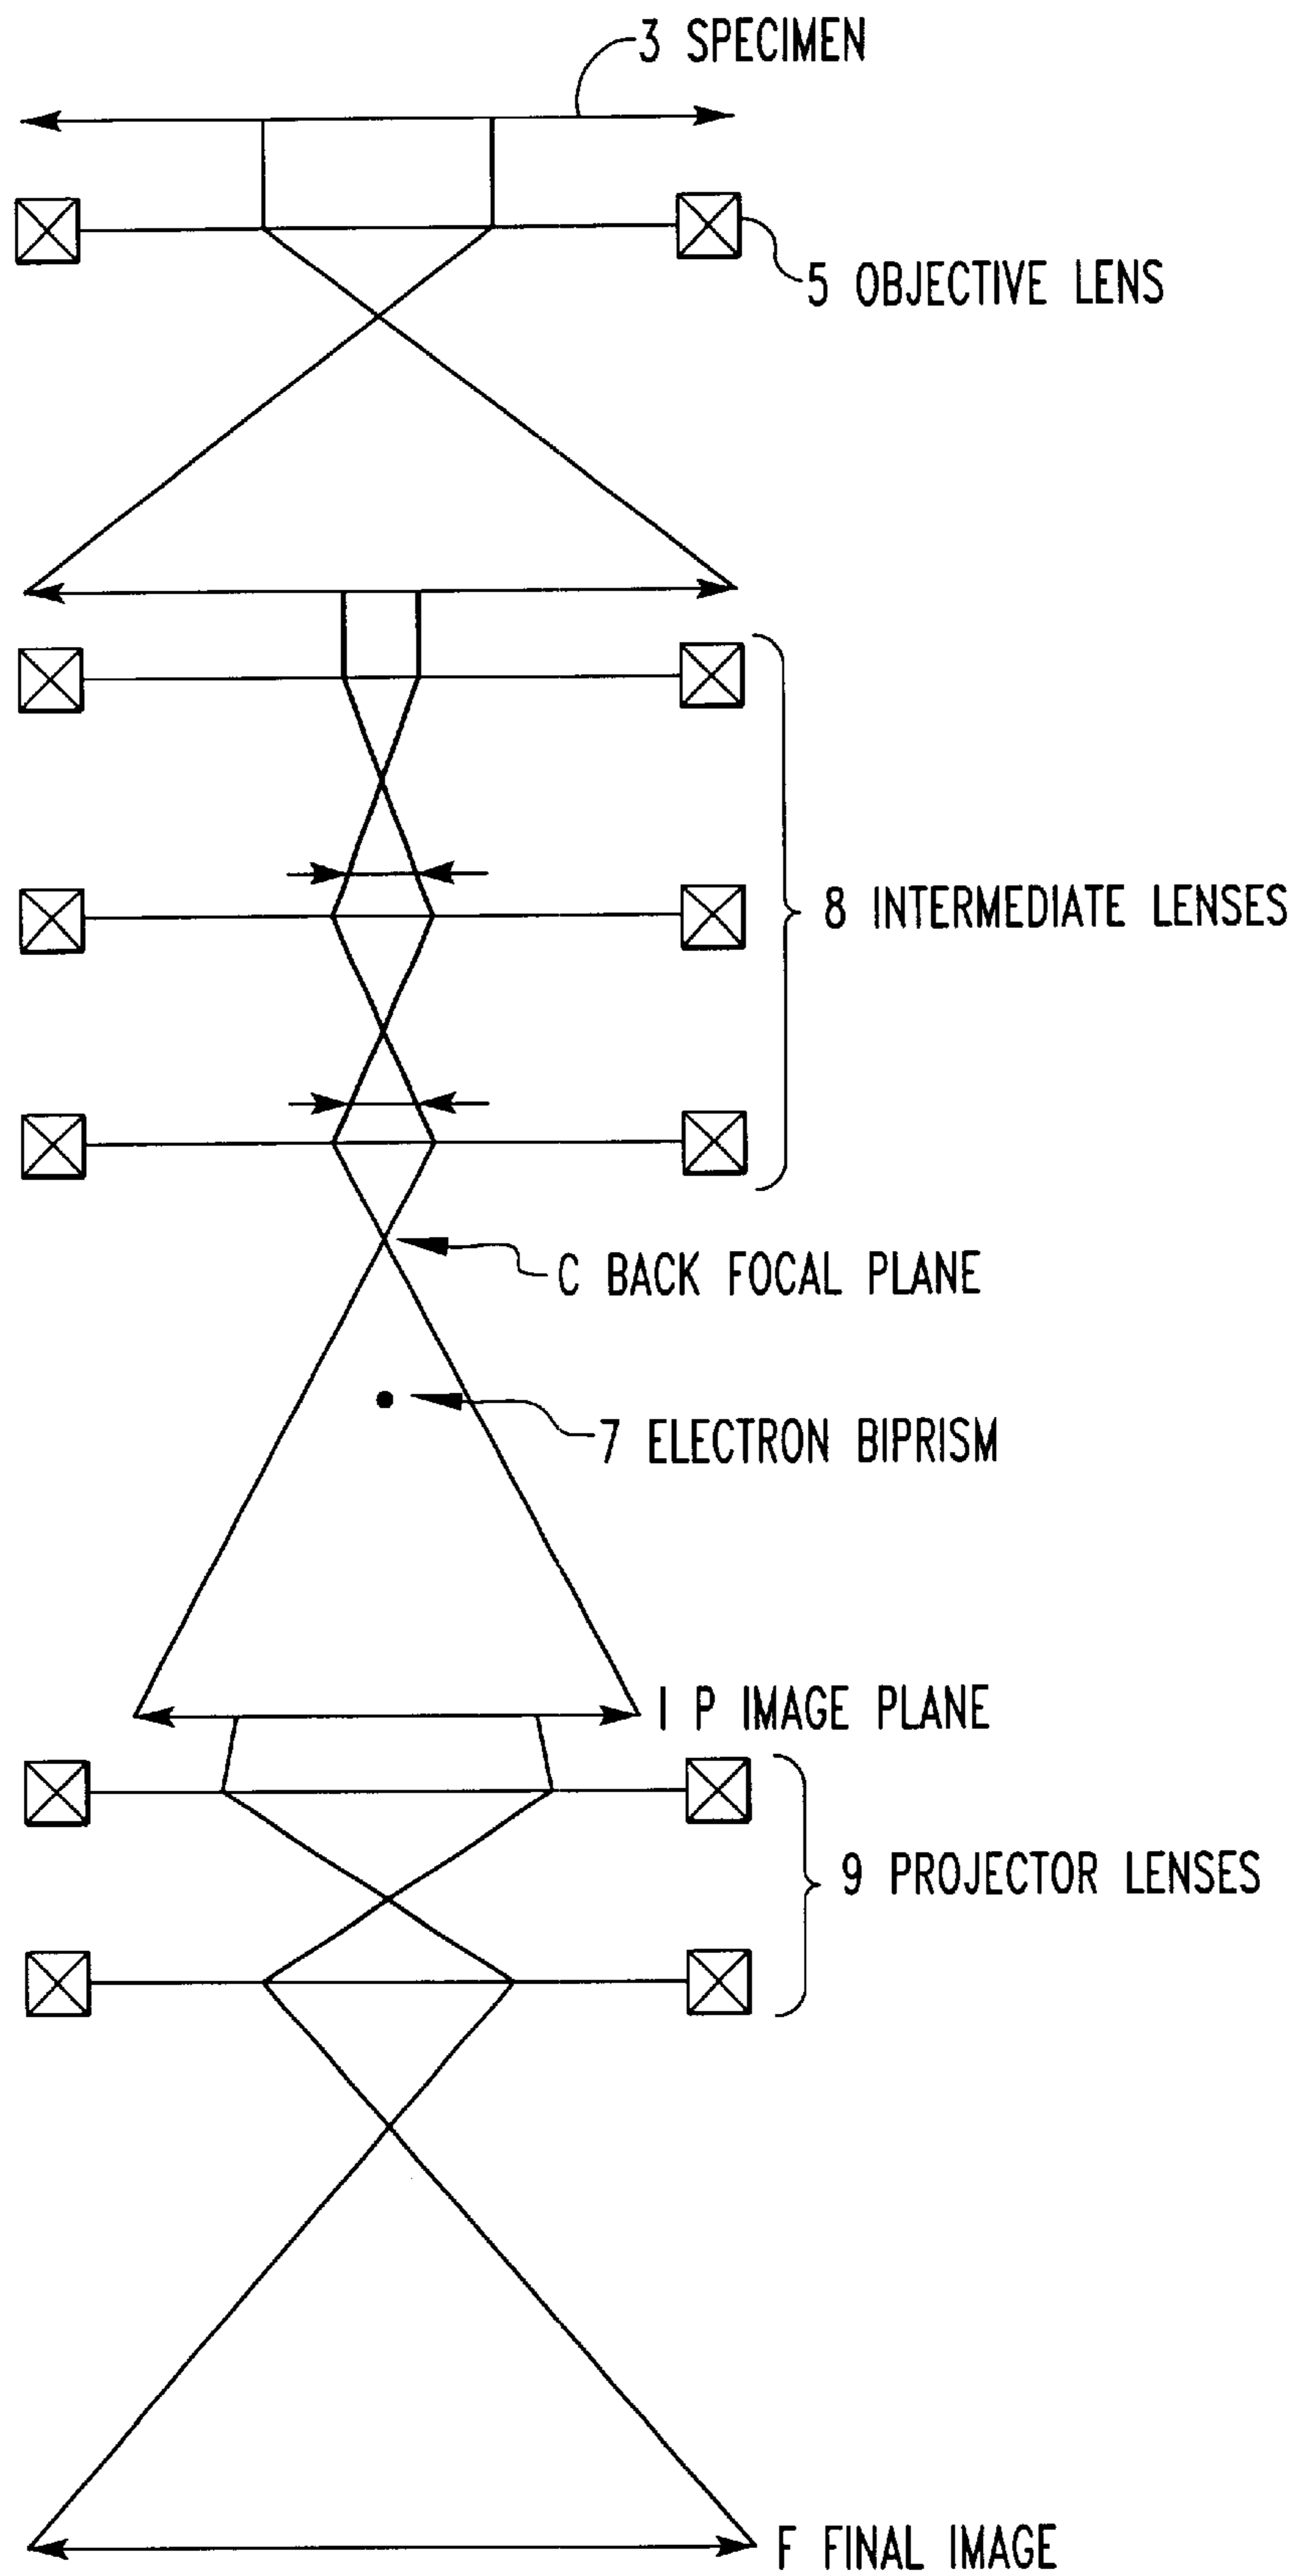 3 SPECIMEN
5 OBJECTIVE LENS
8 INTERMEDIATE LENSES
C BACK FOCAL PLANE
7 ELECTRON BIPRISM
I P IMAGE PLANE
9 PROJECTOR LENSES
F FINAL IMAGE